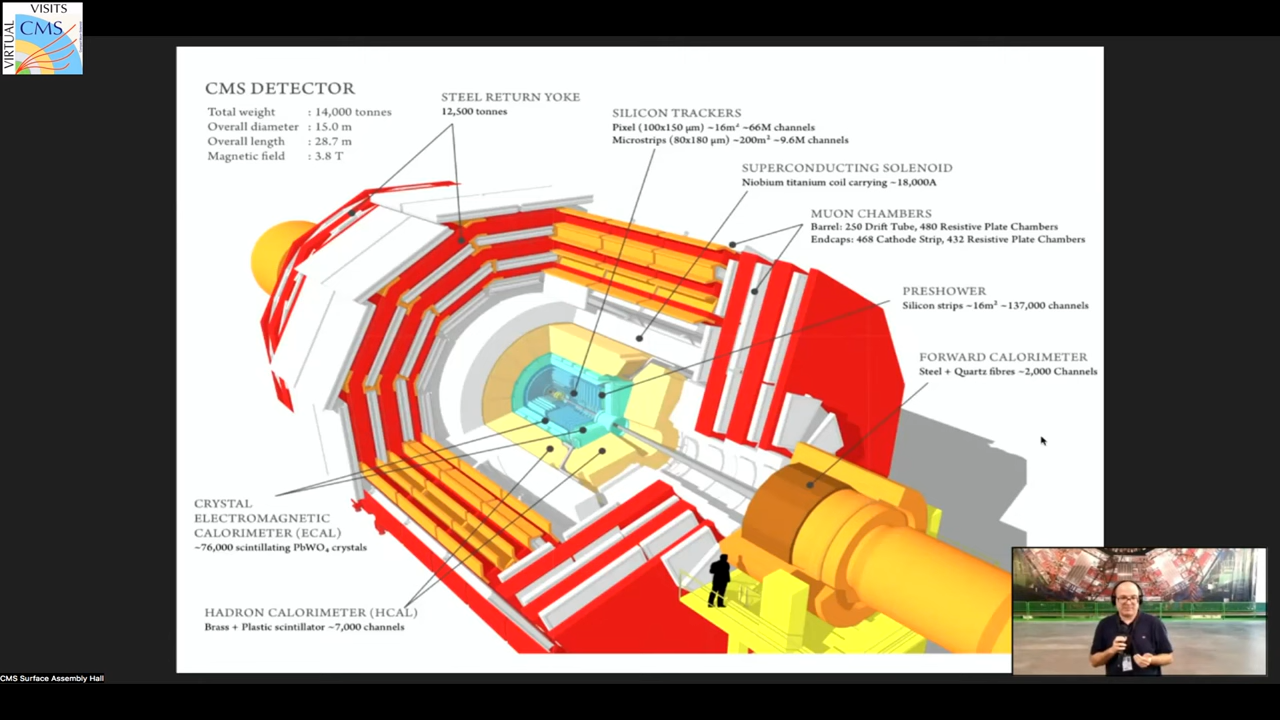 VISITS
VIRTUAL
CMS
CMS DETECTOR
Total weight : 14,000 tonnes
Overall diameter : 15.0 m
Overall length : 28.7 m
Magnetic field : 3.8 T
STEEL RETURN YOKE
12,500 tonnes
SILICON TRACKERS
Pixel (100x150 μm) ~16m² ~66M channels
Microstrips (80x180 μm) ~200m² ~9.6M channels
SUPERCONDUCTING SOLENOID
Niobium titanium coil carrying ~18,000A
MUON CHAMBERS
Barrel: 250 Drift Tube, 480 Resistive Plate Chambers
Endcaps: 468 Cathode Strip, 432 Resistive Plate Chambers
PRESHOWER
Silicon strips ~16m² ~137,000 channels
FORWARD CALORIMETER
Steel + Quartz fibres ~2,000 Channels
CRYSTAL
ELECTROMAGNETIC
CALORIMETER (ECAL)
~76,000 scintillating PbWO₄ crystals
HADRON CALORIMETER (HCAL)
Brass + Plastic scintillator ~7,000 channels
CMS Surface Assembly Hall